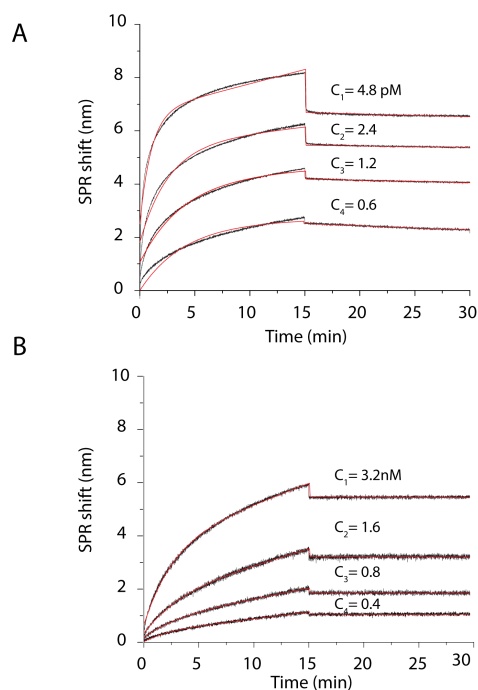 A
10
8
6
4
2
0
SPR shift (nm)
C₁= 4.8 pM
C₂= 2.4
C₃= 1.2
C₄= 0.6
0 5 10 15 20 25 30
Time (min)
B
10
8
6
4
2
0
SPR shift (nm)
C₁ = 3.2nM
C₂ = 1.6
C₃ = 0.8
C₄ = 0.4
0 5 10 15 20 25 30
Time (min)